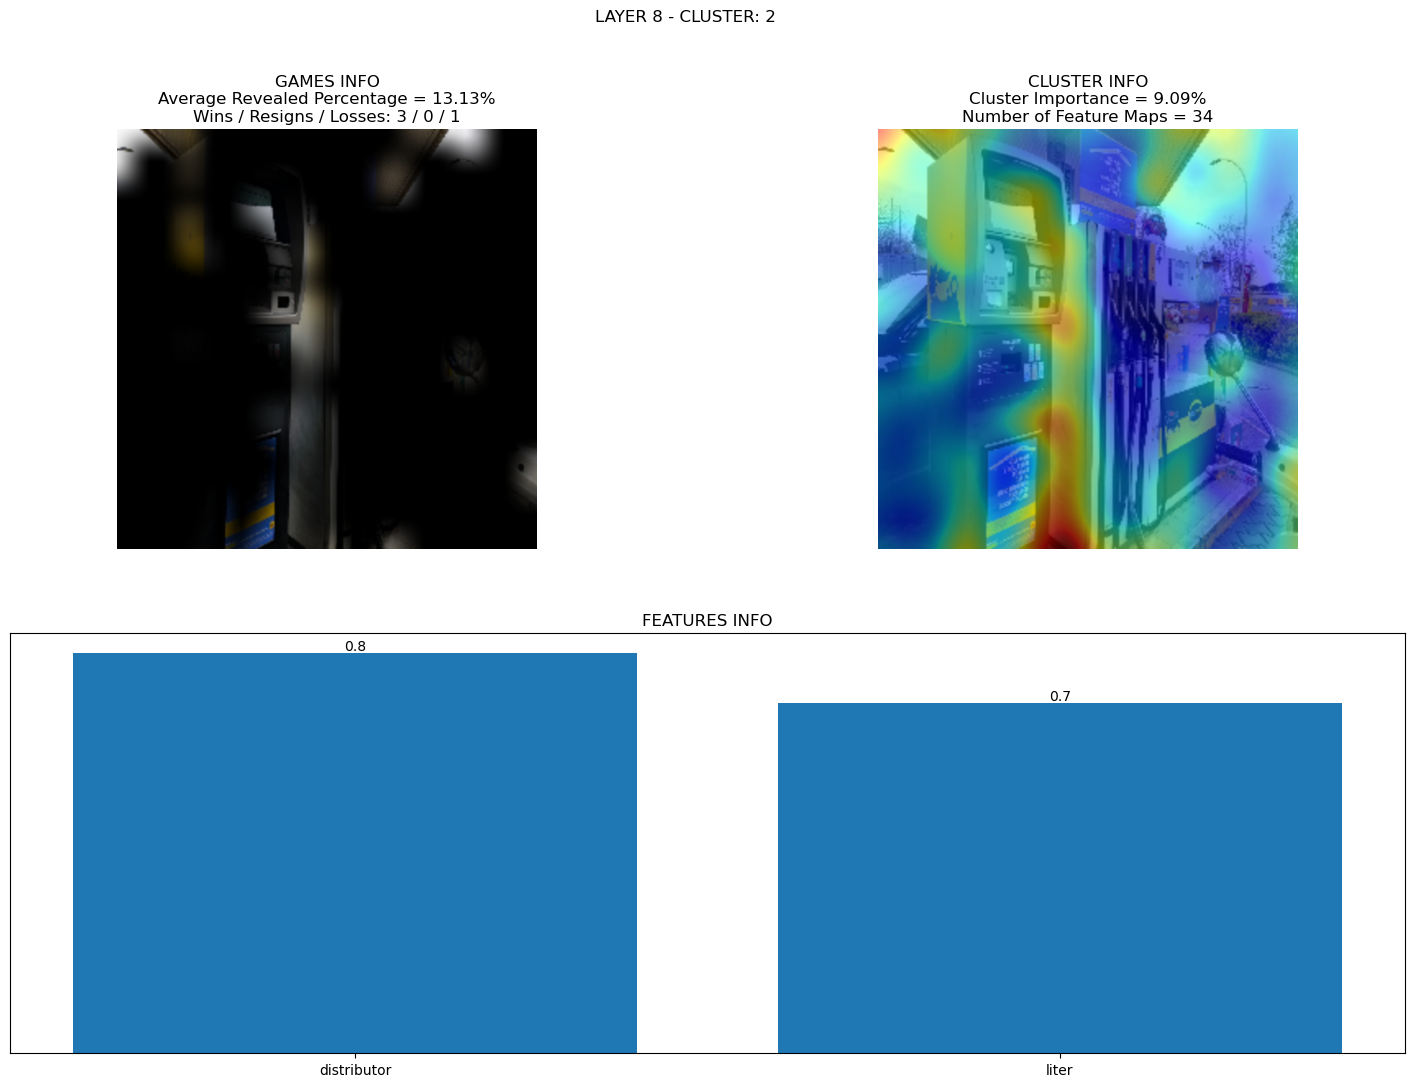 LAYER 8 - CLUSTER: 2
GAMES INFO
Average Revealed Percentage = 13.13%
Wins / Resigns / Losses: 3 / 0 / 1
CLUSTER INFO
Cluster Importance = 9.09%
Number of Feature Maps = 34
FEATURES INFO
0.8
0.7
distributor
liter